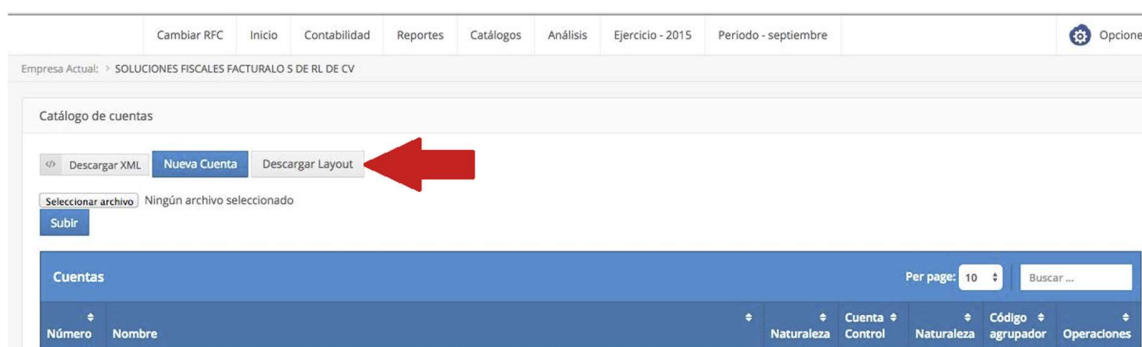 Cambiar RFC Inicio Contabilidad Reportes Catálogos Análisis Ejercicio - 2015 Periodo - septiembre Opcione
Empresa Actual: > SOLUCIONES FISCALES FACTURALO S DE RL DE CV
Catálogo de cuentas
</> Descargar XML Nueva Cuenta Descargar Layout
Seleccionar archivo Ningún archivo seleccionado
Subir
Cuentas Per page: 10 Buscar ...
Número Nombre Naturaleza Cuenta Control Naturaleza Código agrupador Operaciones